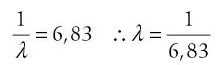 1/λ = 6,83 ∴ λ = 1/6,83